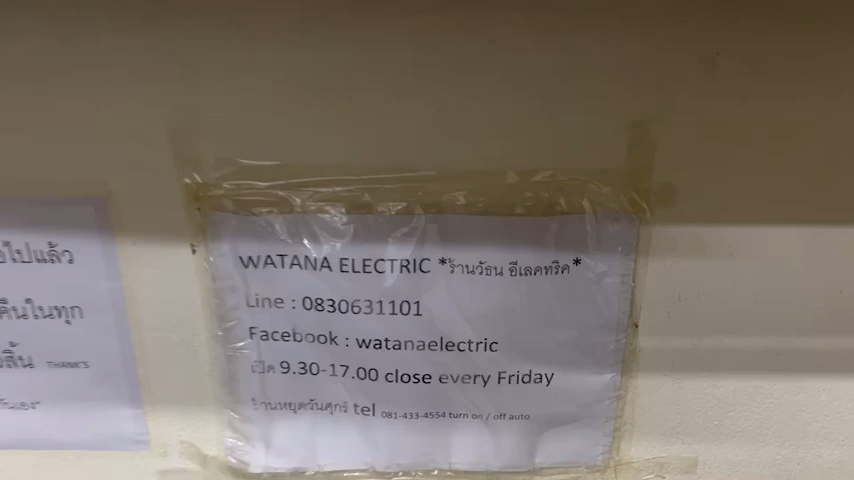 ไปแล้ว
คืนในทุก
สิ้น THANKS
WATANA ELECTRIC *ร้านวัธน อีเลคทริค*
Line : 0830631101
Facebook : watanaelectric
เปิด 9.30-17.00 close every Friday
ร้านหยุดวันศุกร์ tel 081-433-4554 turn on / off auto